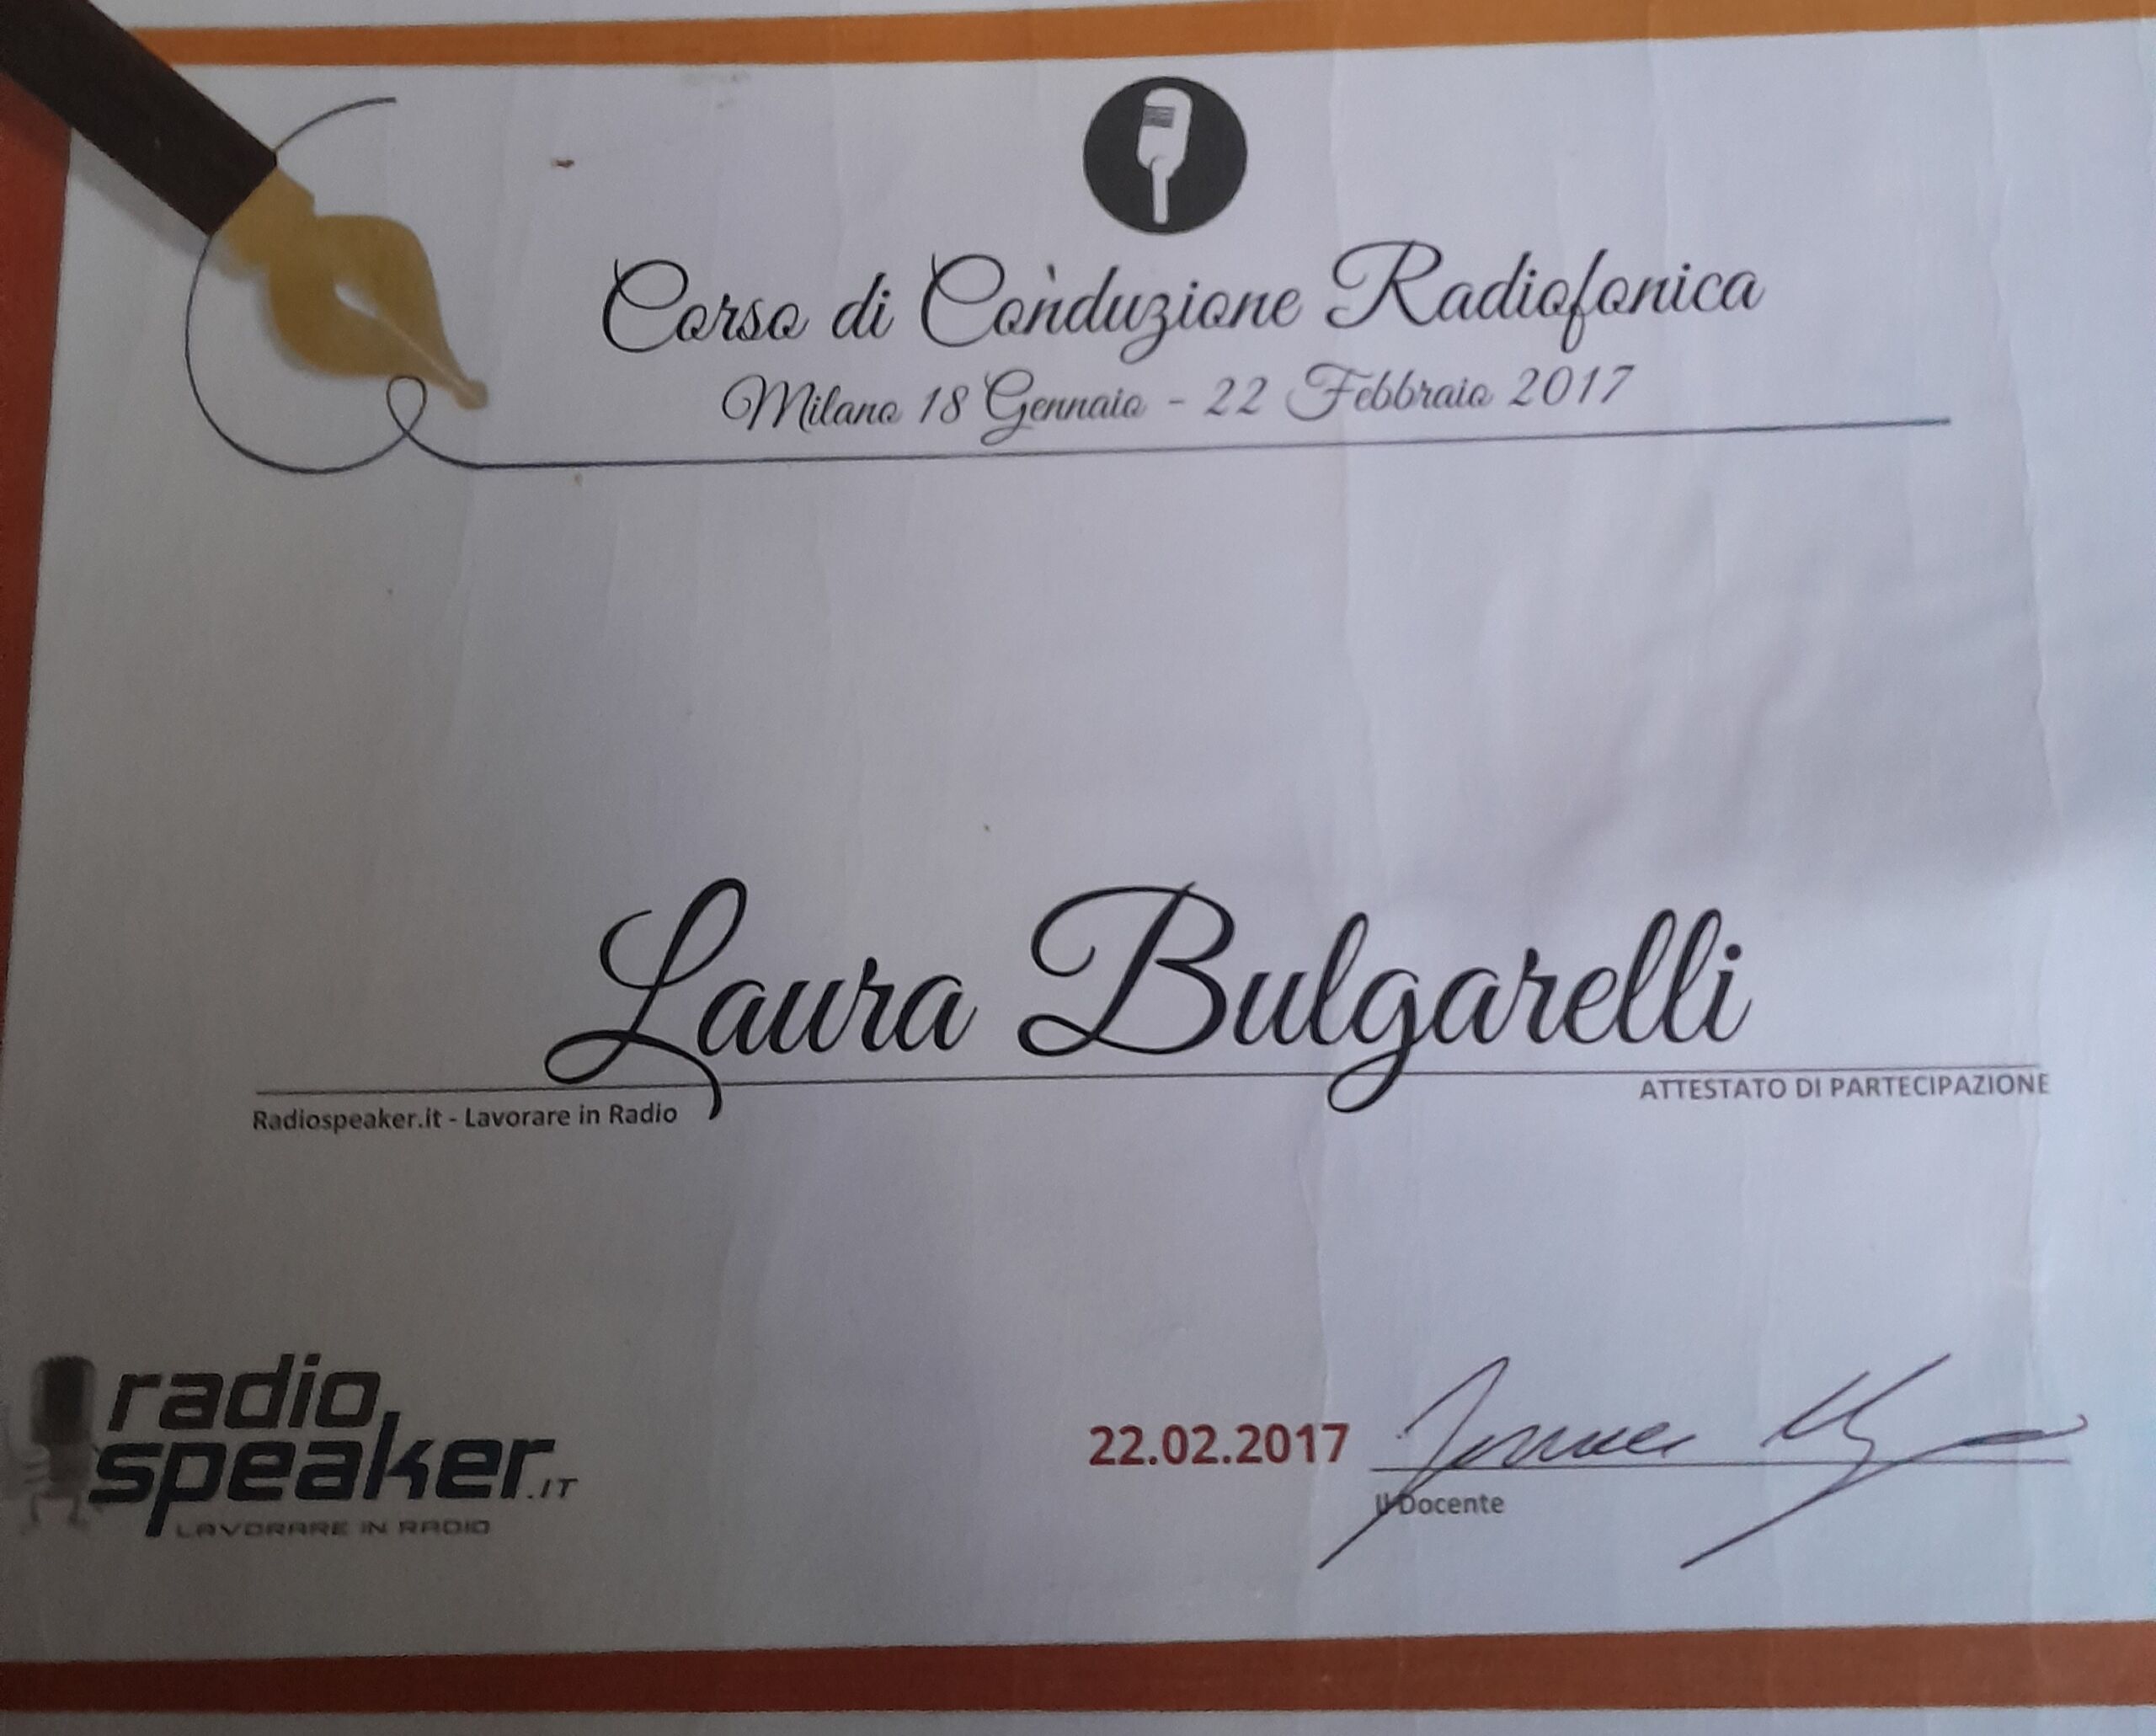 Corso di Conduzione Radiofonica
Milano 18 Gennaio - 22 Febbraio 2017
Laura Bulgarelli
ATTESTATO DI PARTECIPAZIONE
Radiospeaker.it - Lavorare in Radio
radio
speaker.IT
LAVORARE IN RADIO
22.02.2017
Il Docente